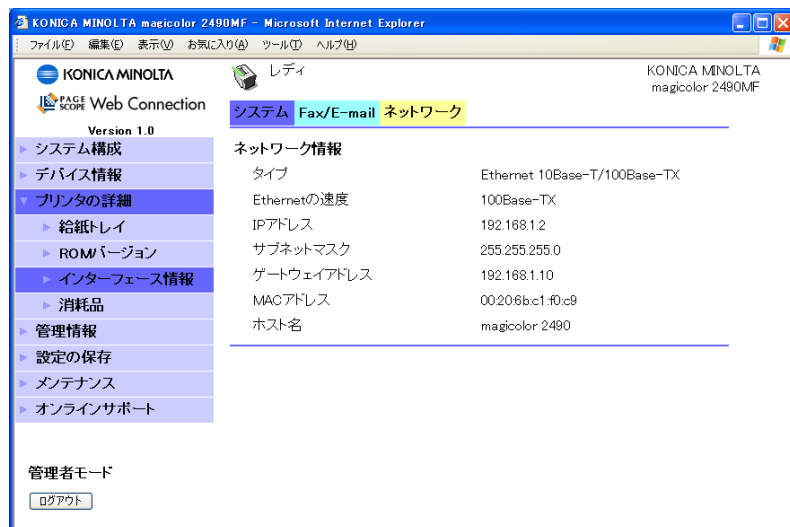 KONICA MINOLTA magicolor 2490MF - Microsoft Internet Explorer
ファイル(F) 編集(E) 表示(V) お気に入り(A) ツール(T) ヘルプ(H)
KONICA MINOLTA
レディ
KONICA MINOLTA
magicolor 2490MF
PAGE SCOPE Web Connection
Version 1.0
システム Fax/E-mail ネットワーク
システム構成
デバイス情報
プリンタの詳細
給紙トレイ
ROMバージョン
インターフェース情報
消耗品
管理情報
設定の保存
メンテナンス
オンラインサポート
管理者モード
ログアウト
ネットワーク情報
タイプ Ethernet 10Base-T/100Base-TX
Ethernetの速度 100Base-TX
IPアドレス 192.168.1.2
サブネットマスク 255.255.255.0
ゲートウェイアドレス 192.168.1.10
MACアドレス 00:20:6b:c1:f0:c9
ホスト名 magicolor 2490